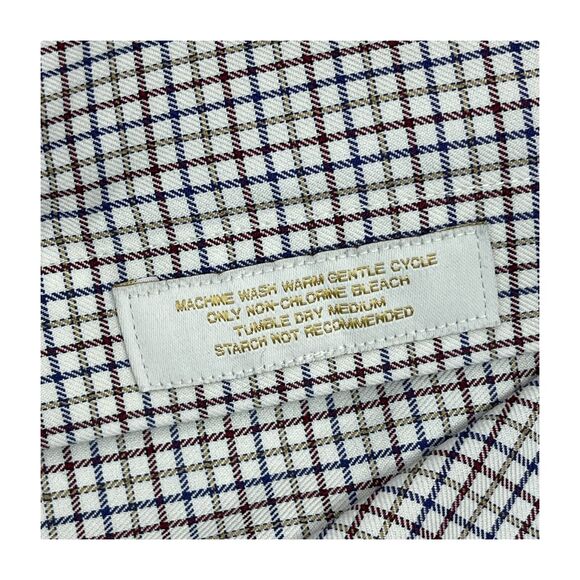 MACHINE WASH WARM GENTLE CYCLE
ONLY NON-CHLORINE BLEACH
TUMBLE DRY MEDIUM
STARCH NOT RECOMMENDED